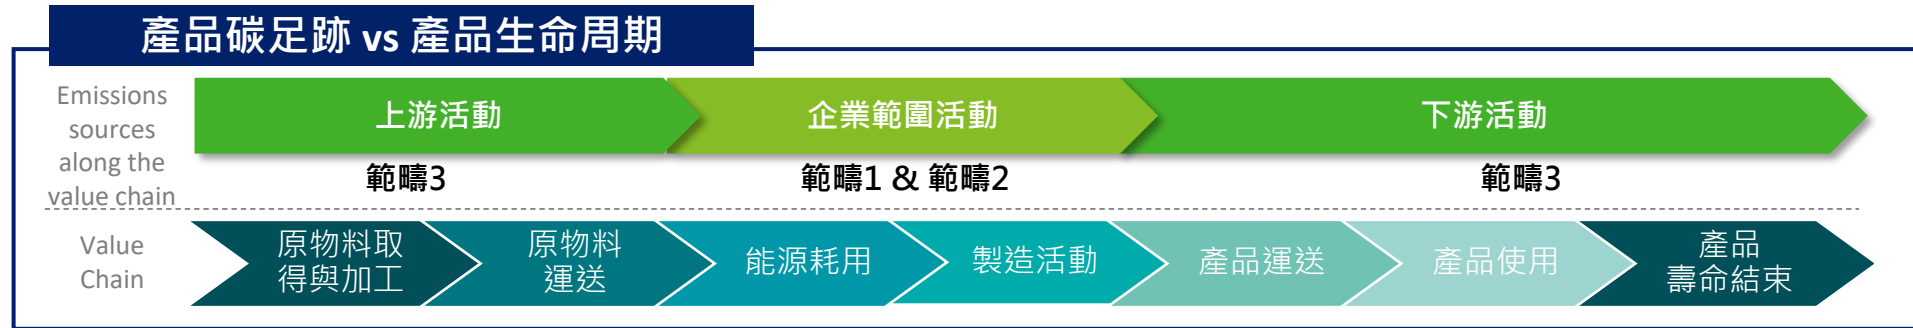 產品碳足跡 vs 產品生命周期
Emissions
sources
along the
value chain
上游活動
企業範圍活動
下游活動
範疇3
範疇1 & 範疇2
範疇3
Value
Chain
原物料取
得與加工
原物料
運送
能源耗用
製造活動
產品運送
產品使用
產品
壽命結束